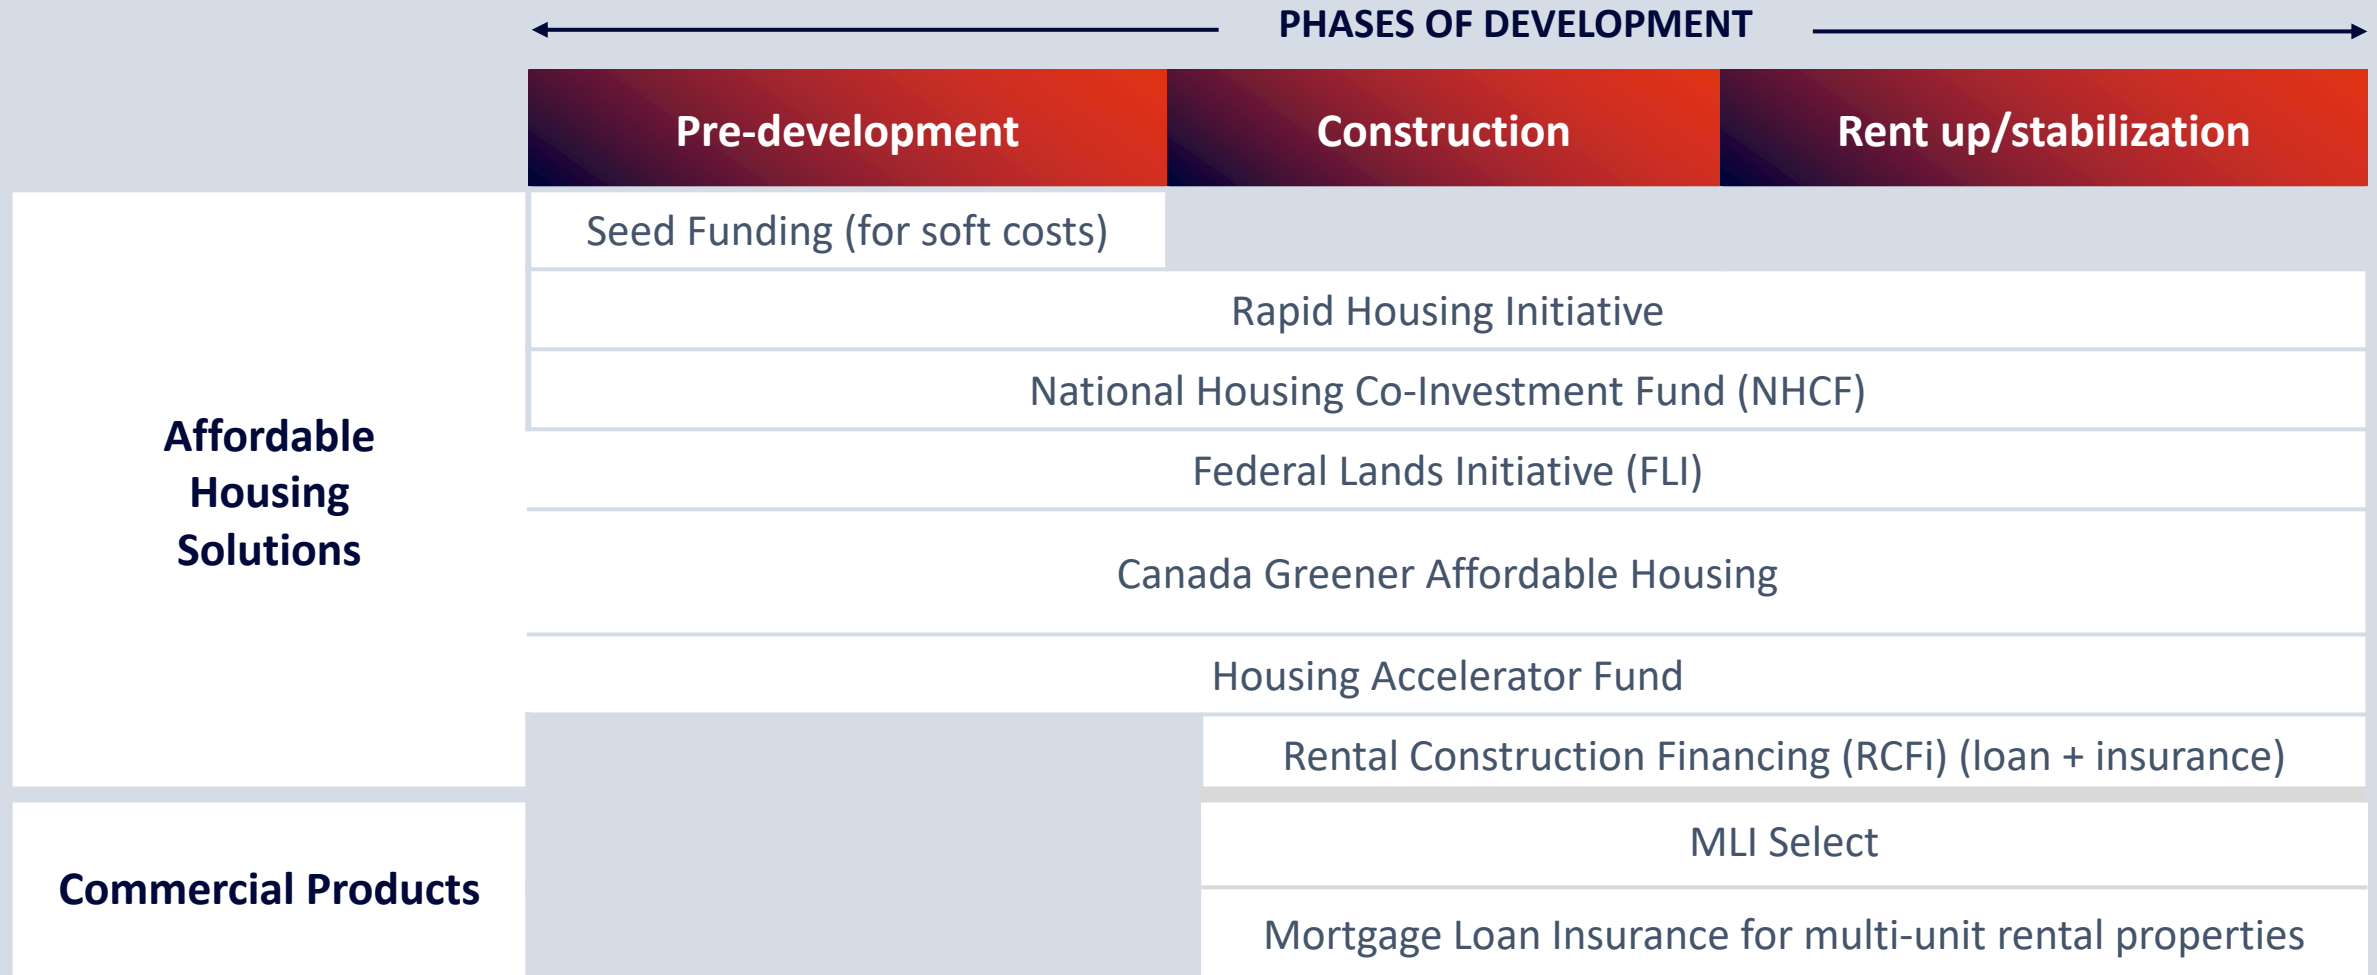 PHASES OF DEVELOPMENT
Pre-development
Construction
Rent up/stabilization
Affordable
Housing
Solutions
Seed Funding (for soft costs)
Rapid Housing Initiative
National Housing Co-Investment Fund (NHCF)
Federal Lands Initiative (FLI)
Canada Greener Affordable Housing
Housing Accelerator Fund
Rental Construction Financing (RCFi) (loan + insurance)
Commercial Products
MLI Select
Mortgage Loan Insurance for multi-unit rental properties